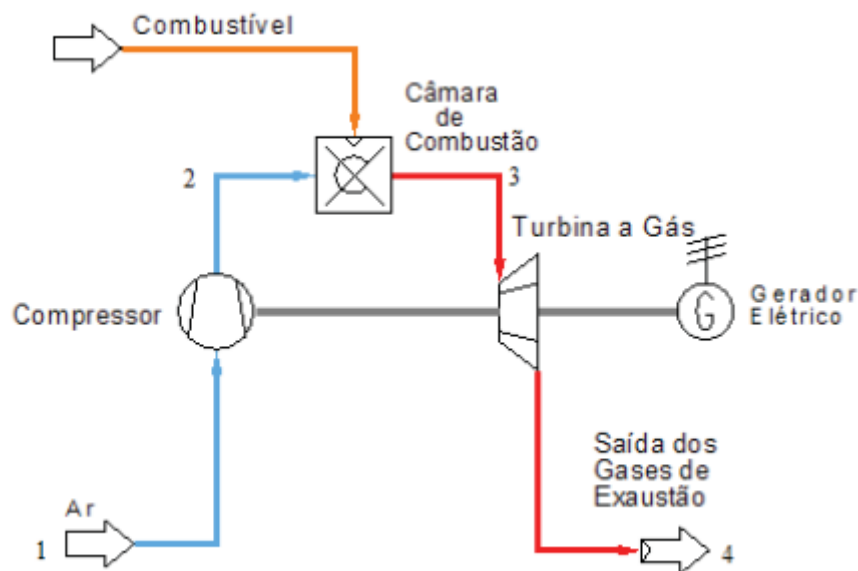 Combustível
Câmara
de
Combustão
2
3
Turbina a Gás
Compressor
G
Gerador
Elétrico
Saída dos
Gases de
Exaustão
Ar
1
4